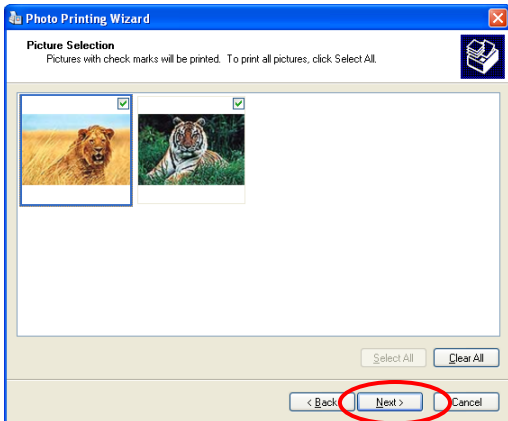 Photo Printing Wizard
Picture Selection
Pictures with check marks will be printed. To print all pictures, click Select All.
Select All Clear All
< Back Next > Cancel